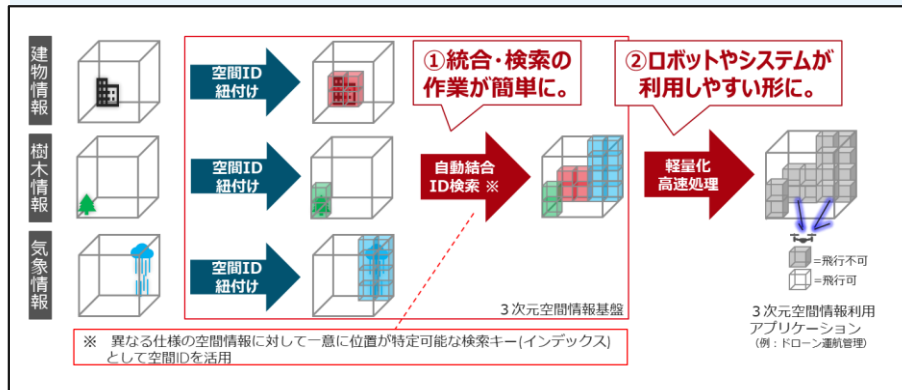 建物情報
空間ID
紐付け
①統合・検索の
作業が簡単に。
②ロボットやシステムが
利用しやすい形に。
樹木情報
空間ID
紐付け
自動結合
ID検索 ※
軽量化
高速処理
気象情報
空間ID
紐付け
3次元空間情報基盤
=飛行不可
=飛行可
3次元空間情報利用
アプリケーション
(例:ドローン運航管理)
※ 異なる仕様の空間情報に対して一意に位置が特定可能な検索キー(インデックス)
として空間IDを活用